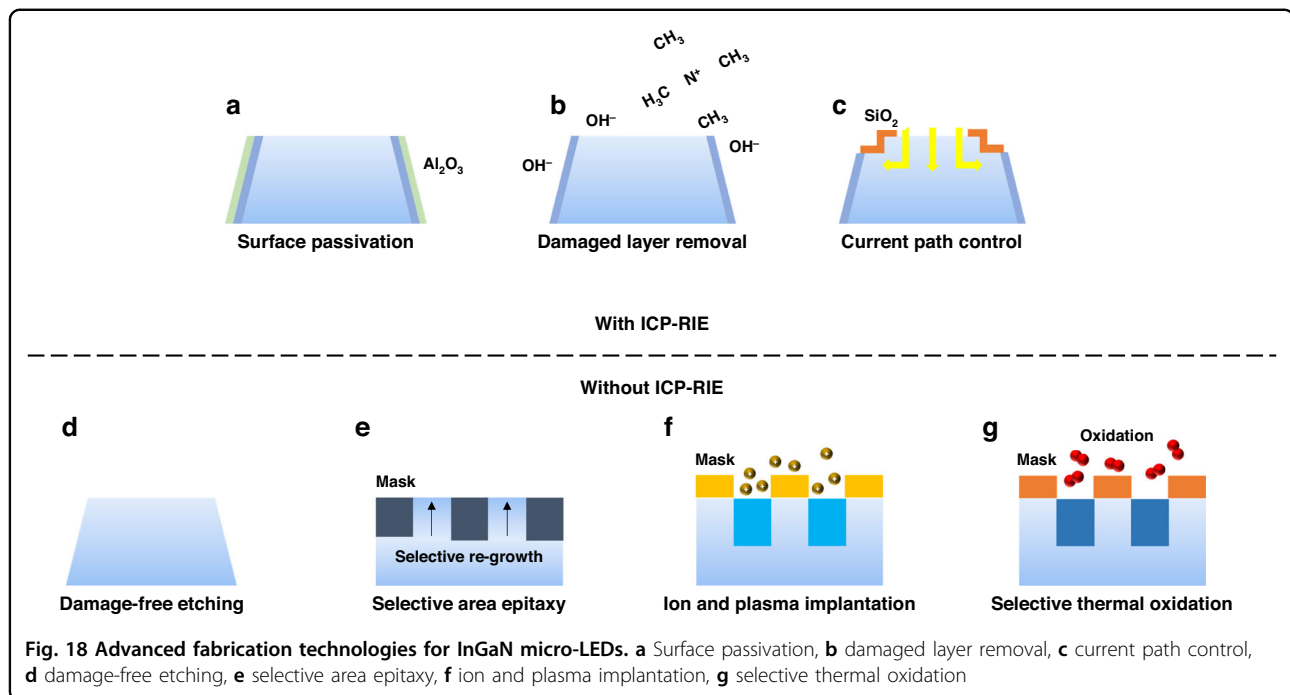 a
Al₂O₃
Surface passivation
b
CH₃
CH₃
N⁺
H₃C
CH₃
OH⁻
OH⁻
OH⁻
Damaged layer removal
c
SiO₂
Current path control
With ICP-RIE
Without ICP-RIE
d
Damage-free etching
e
Mask
Selective re-growth
Selective area epitaxy
f
Mask
+ + + + + + +
Ion and plasma implantation
g
Oxidation
Mask
Selective thermal oxidation
Fig. 18 Advanced fabrication technologies for InGaN micro-LEDs. a Surface passivation, b damaged layer removal, c current path control,
d damage-free etching, e selective area epitaxy, f ion and plasma implantation, g selective thermal oxidation